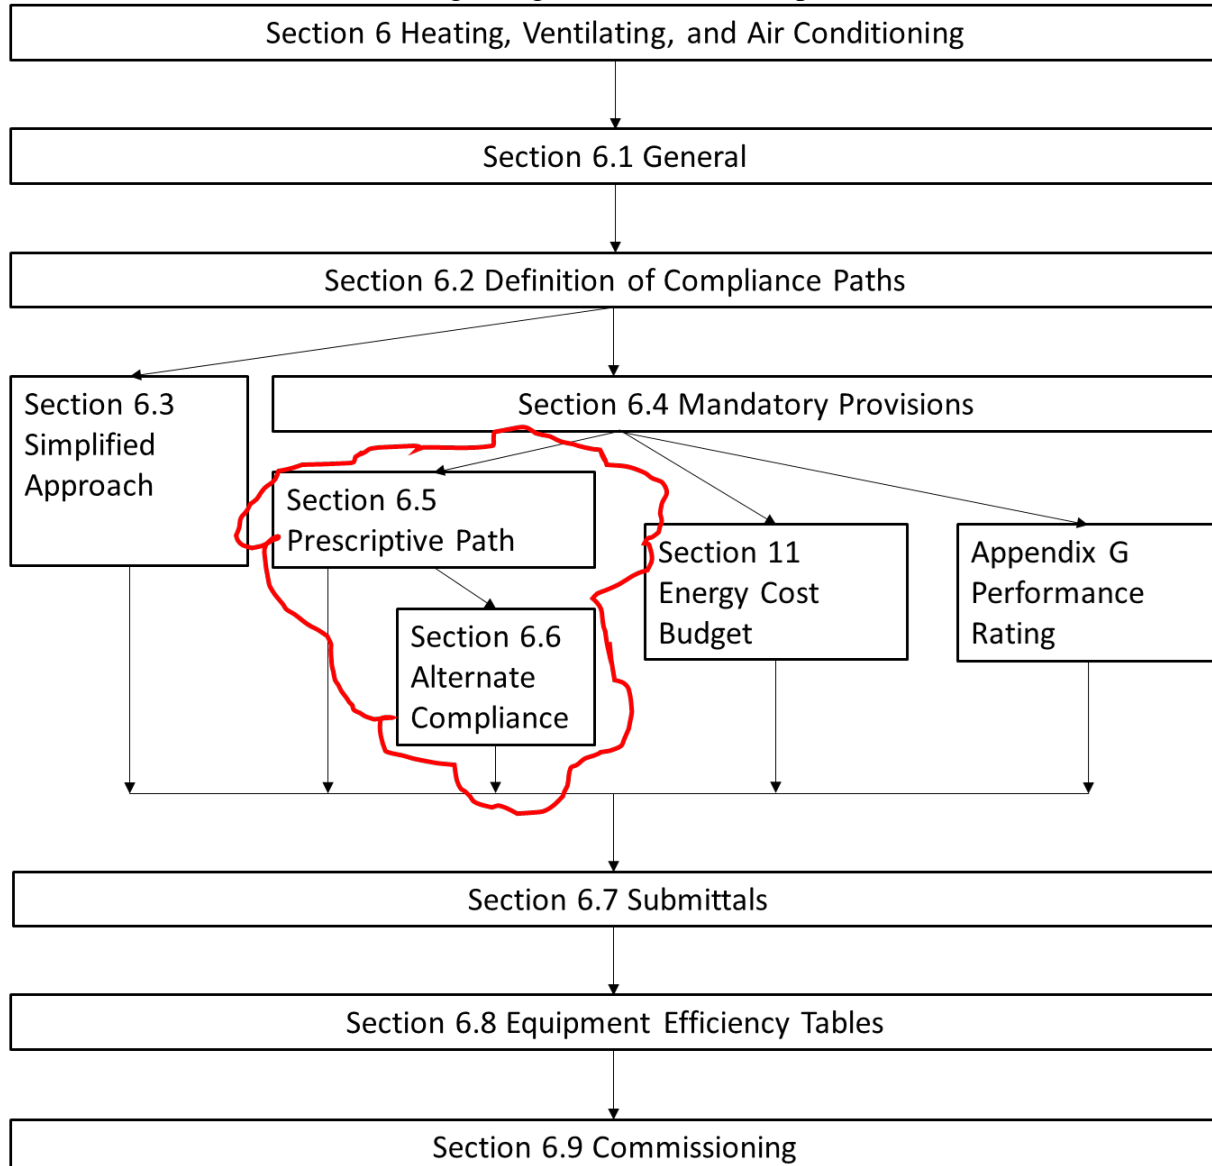 Section 6 Heating, Ventilating, and Air Conditioning
Section 6.1 General
Section 6.2 Definition of Compliance Paths
Section 6.3
Simplified
Approach
Section 6.4 Mandatory Provisions
Section 6.5
Prescriptive Path
Section 6.6
Alternate
Compliance
Section 11
Energy Cost
Budget
Appendix G
Performance
Rating
Section 6.7 Submittals
Section 6.8 Equipment Efficiency Tables
Section 6.9 Commissioning